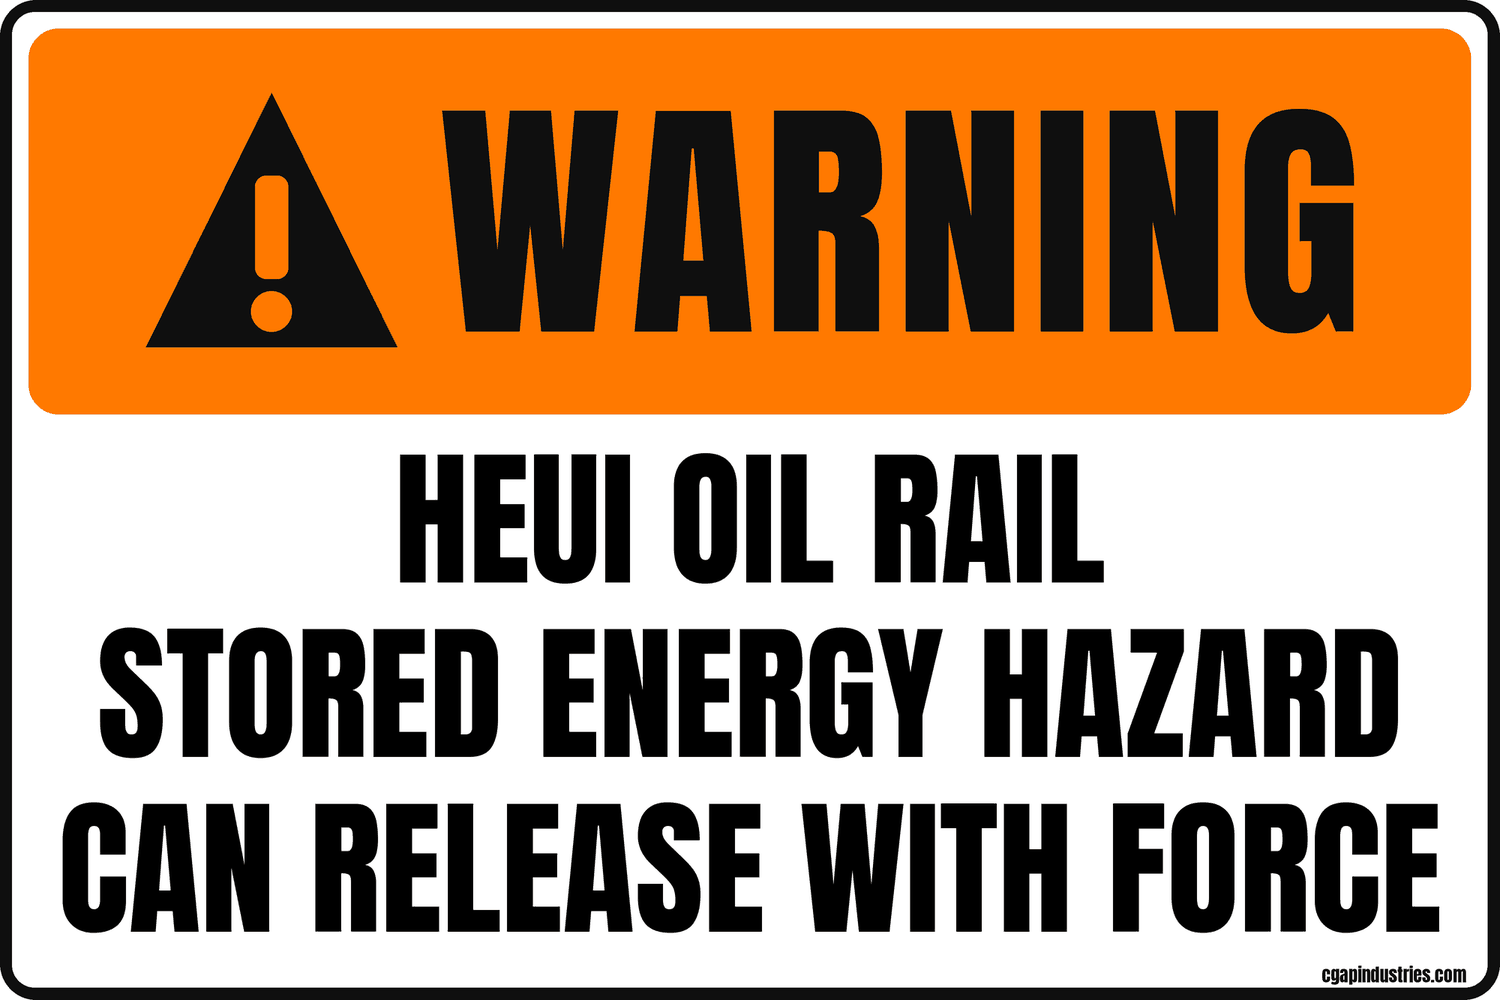 WARNING
HEUI OIL RAIL
STORED ENERGY HAZARD
CAN RELEASE WITH FORCE
cgapindustries.com